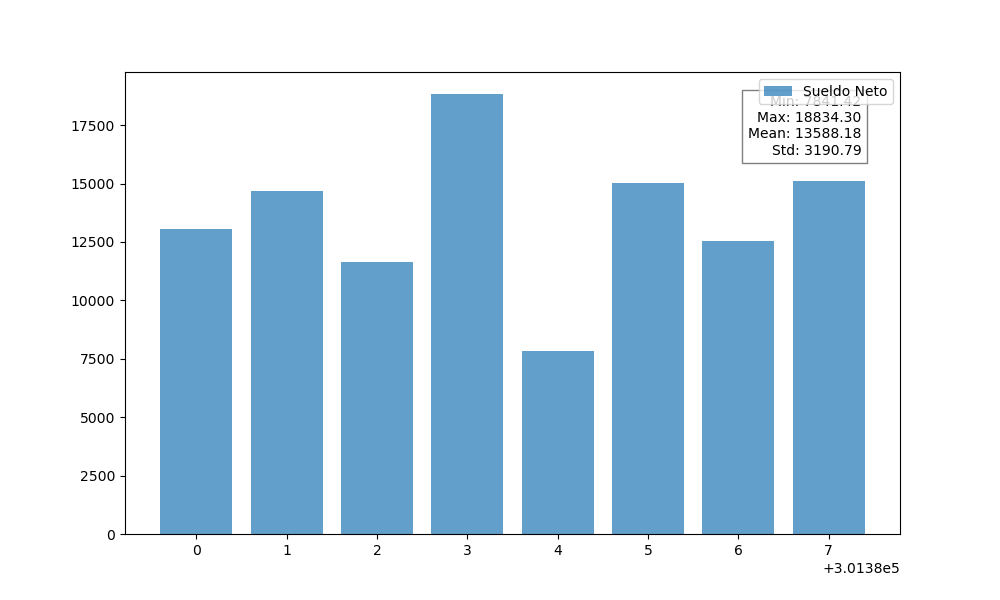 Sueldo Neto
Min: 7841.42
Max: 18834.30
Mean: 13588.18
Std: 3190.79
17500
15000
12500
10000
7500
5000
2500
0
0 1 2 3 4 5 6 7
+3.0138e5